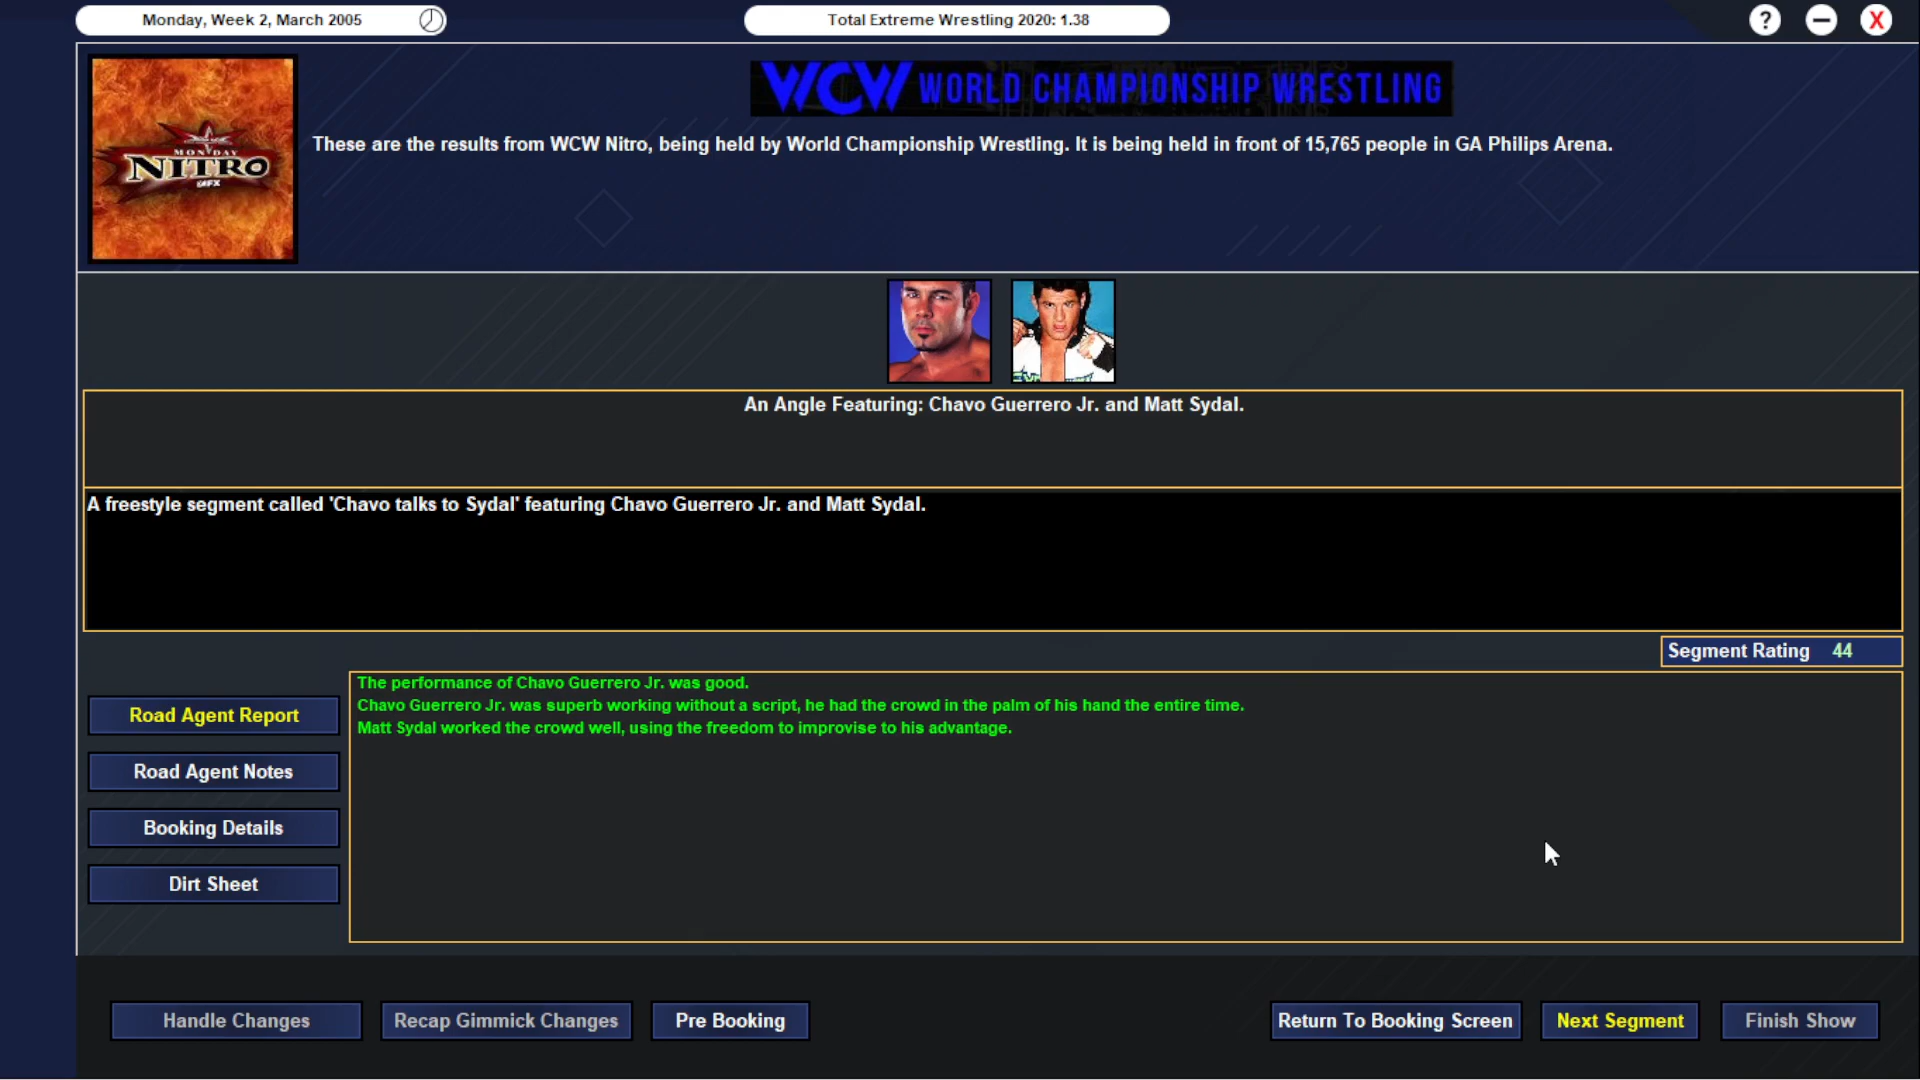 Monday, Week 2, March 2005
Total Extreme Wrestling 2020: 1.38
?
X
WCW WORLD CHAMPIONSHIP WRESTLING
MONDAY
NITRO
These are the results from WCW Nitro, being held by World Championship Wrestling. It is being held in front of 15,765 people in GA Philips Arena.
An Angle Featuring: Chavo Guerrero Jr. and Matt Sydal.
A freestyle segment called 'Chavo talks to Sydal' featuring Chavo Guerrero Jr. and Matt Sydal.
Segment Rating 44
The performance of Chavo Guerrero Jr. was good.
Chavo Guerrero Jr. was superb working without a script, he had the crowd in the palm of his hand the entire time.
Matt Sydal worked the crowd well, using the freedom to improvise to his advantage.
Road Agent Report
Road Agent Notes
Booking Details
Dirt Sheet
Handle Changes
Recap Gimmick Changes
Pre Booking
Return To Booking Screen
Next Segment
Finish Show